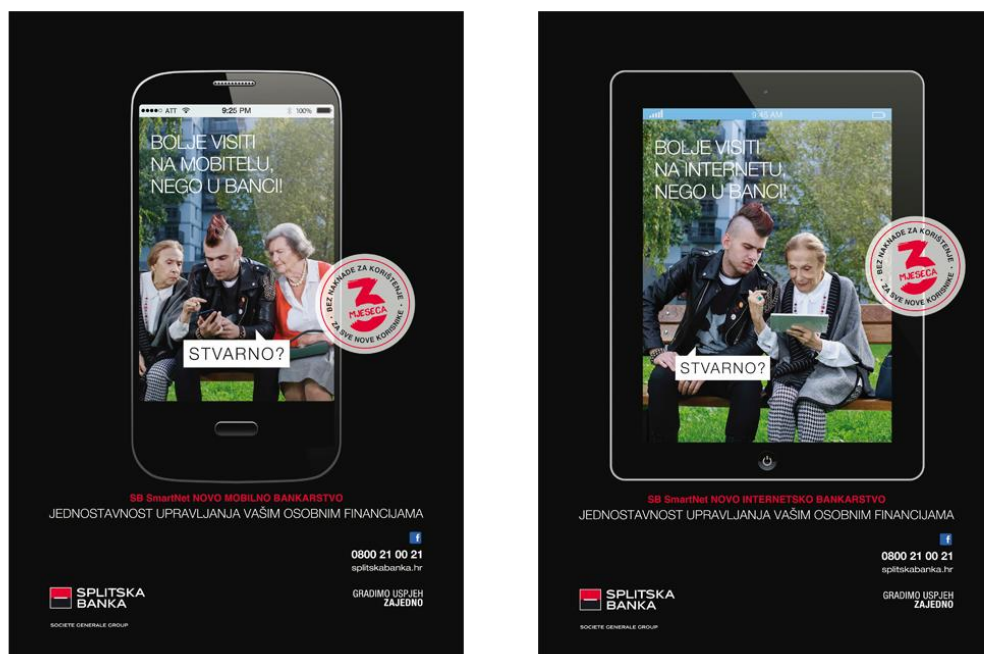 ●●●●○ ATT 9:25 PM 100%
BOLJE VISITI
NA MOBITELU,
NEGO U BANCI!
BEZ NAKNADE ZA KORIŠTENJE
3
MJESECA
ZA SVE NOVE KORISNIKE
STVARNO?
SB SmartNet NOVO MOBILNO BANKARSTVO
JEDNOSTAVNOST UPRAVLJANJA VAŠIM OSOBNIM FINANCIJAMA
f
0800 21 00 21
splitskabanka.hr
SPLITSKA
BANKA
GRADIMO USPJEH
ZAJEDNO
SOCIETE GENERALE GROUP
9:45 AM
BOLJE VISITI
NA INTERNETU,
NEGO U BANCI!
BEZ NAKNADE ZA KORIŠTENJE
3
MJESECA
ZA SVE NOVE KORISNIKE
STVARNO?
SB SmartNet NOVO INTERNETSKO BANKARSTVO
JEDNOSTAVNOST UPRAVLJANJA VAŠIM OSOBNIM FINANCIJAMA
f
0800 21 00 21
splitskabanka.hr
SPLITSKA
BANKA
GRADIMO USPJEH
ZAJEDNO
SOCIETE GENERALE GROUP